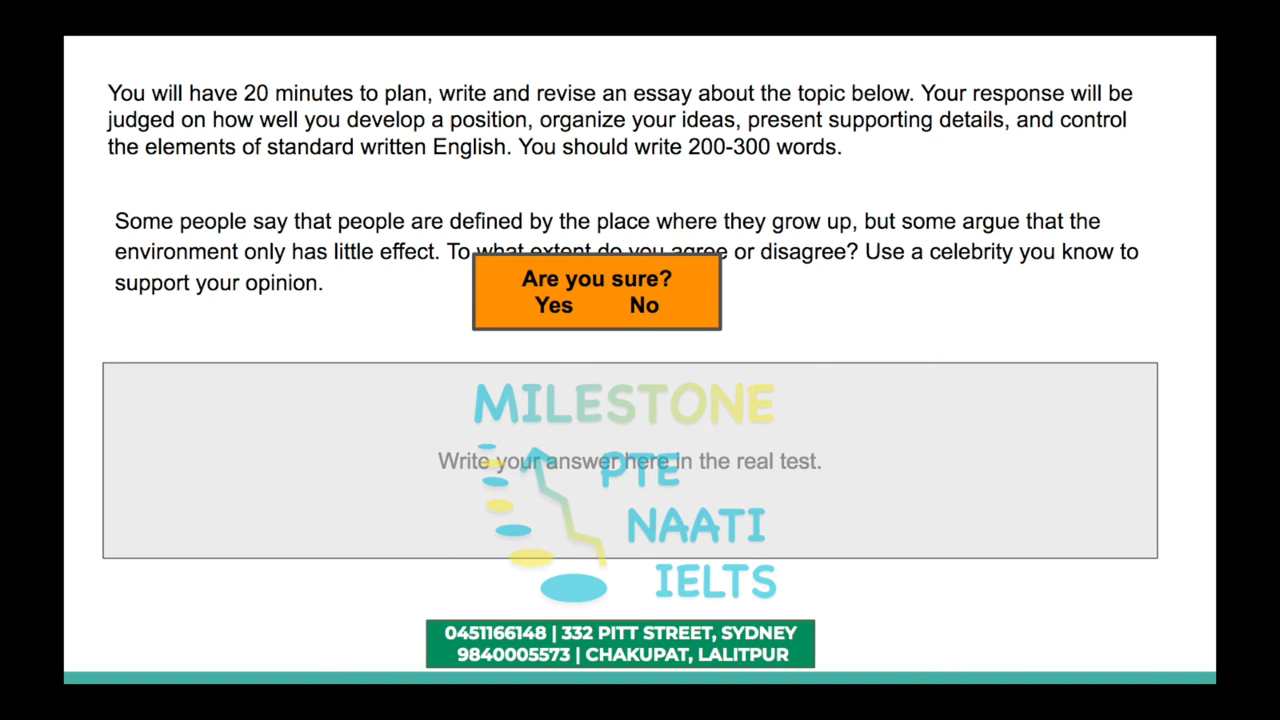 You will have 20 minutes to plan, write and revise an essay about the topic below. Your response will be
judged on how well you develop a position, organize your ideas, present supporting details, and control
the elements of standard written English. You should write 200-300 words.
Some people say that people are defined by the place where they grow up, but some argue that the
environment only has little effect. To what extent do you agree or disagree? Use a celebrity you know to
support your opinion.
Are you sure?
Yes No
MILESTONE
Write your answer here in the real test.
PTE
NAATI
IELTS
0451166148 | 332 PITT STREET, SYDNEY
9840005573 | CHAKUPAT, LALITPUR